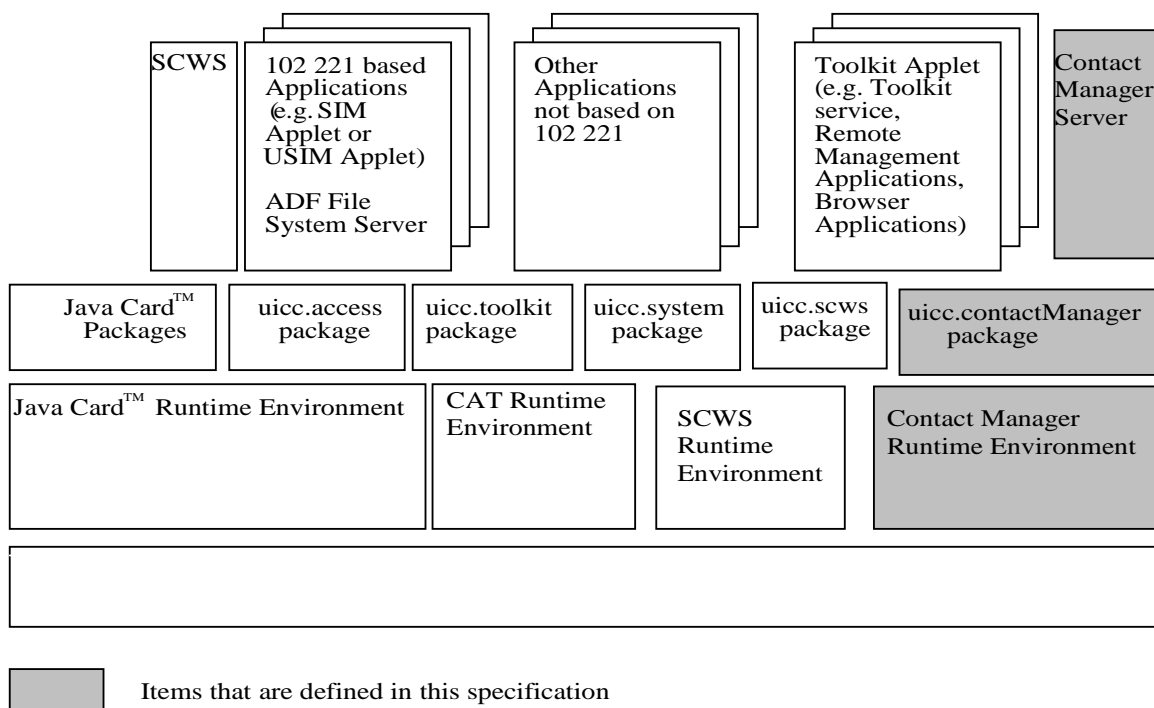 SCWS
102 221 based
Applications
(e.g. SIM
Applet or
USIM Applet)
ADF File
System Server
Other
Applications
not based on
102 221
Toolkit Applet
(e.g. Toolkit
service,
Remote
Management
Applications,
Browser
Applications)
Contact
Manager
Server
Java Card™
Packages
uicc.access
package
uicc.toolkit
package
uicc.system
package
uicc.scws
package
uicc.contactManager
package
Java Card™ Runtime Environment
CAT Runtime
Environment
SCWS
Runtime
Environment
Contact Manager
Runtime Environment
Items that are defined in this specification